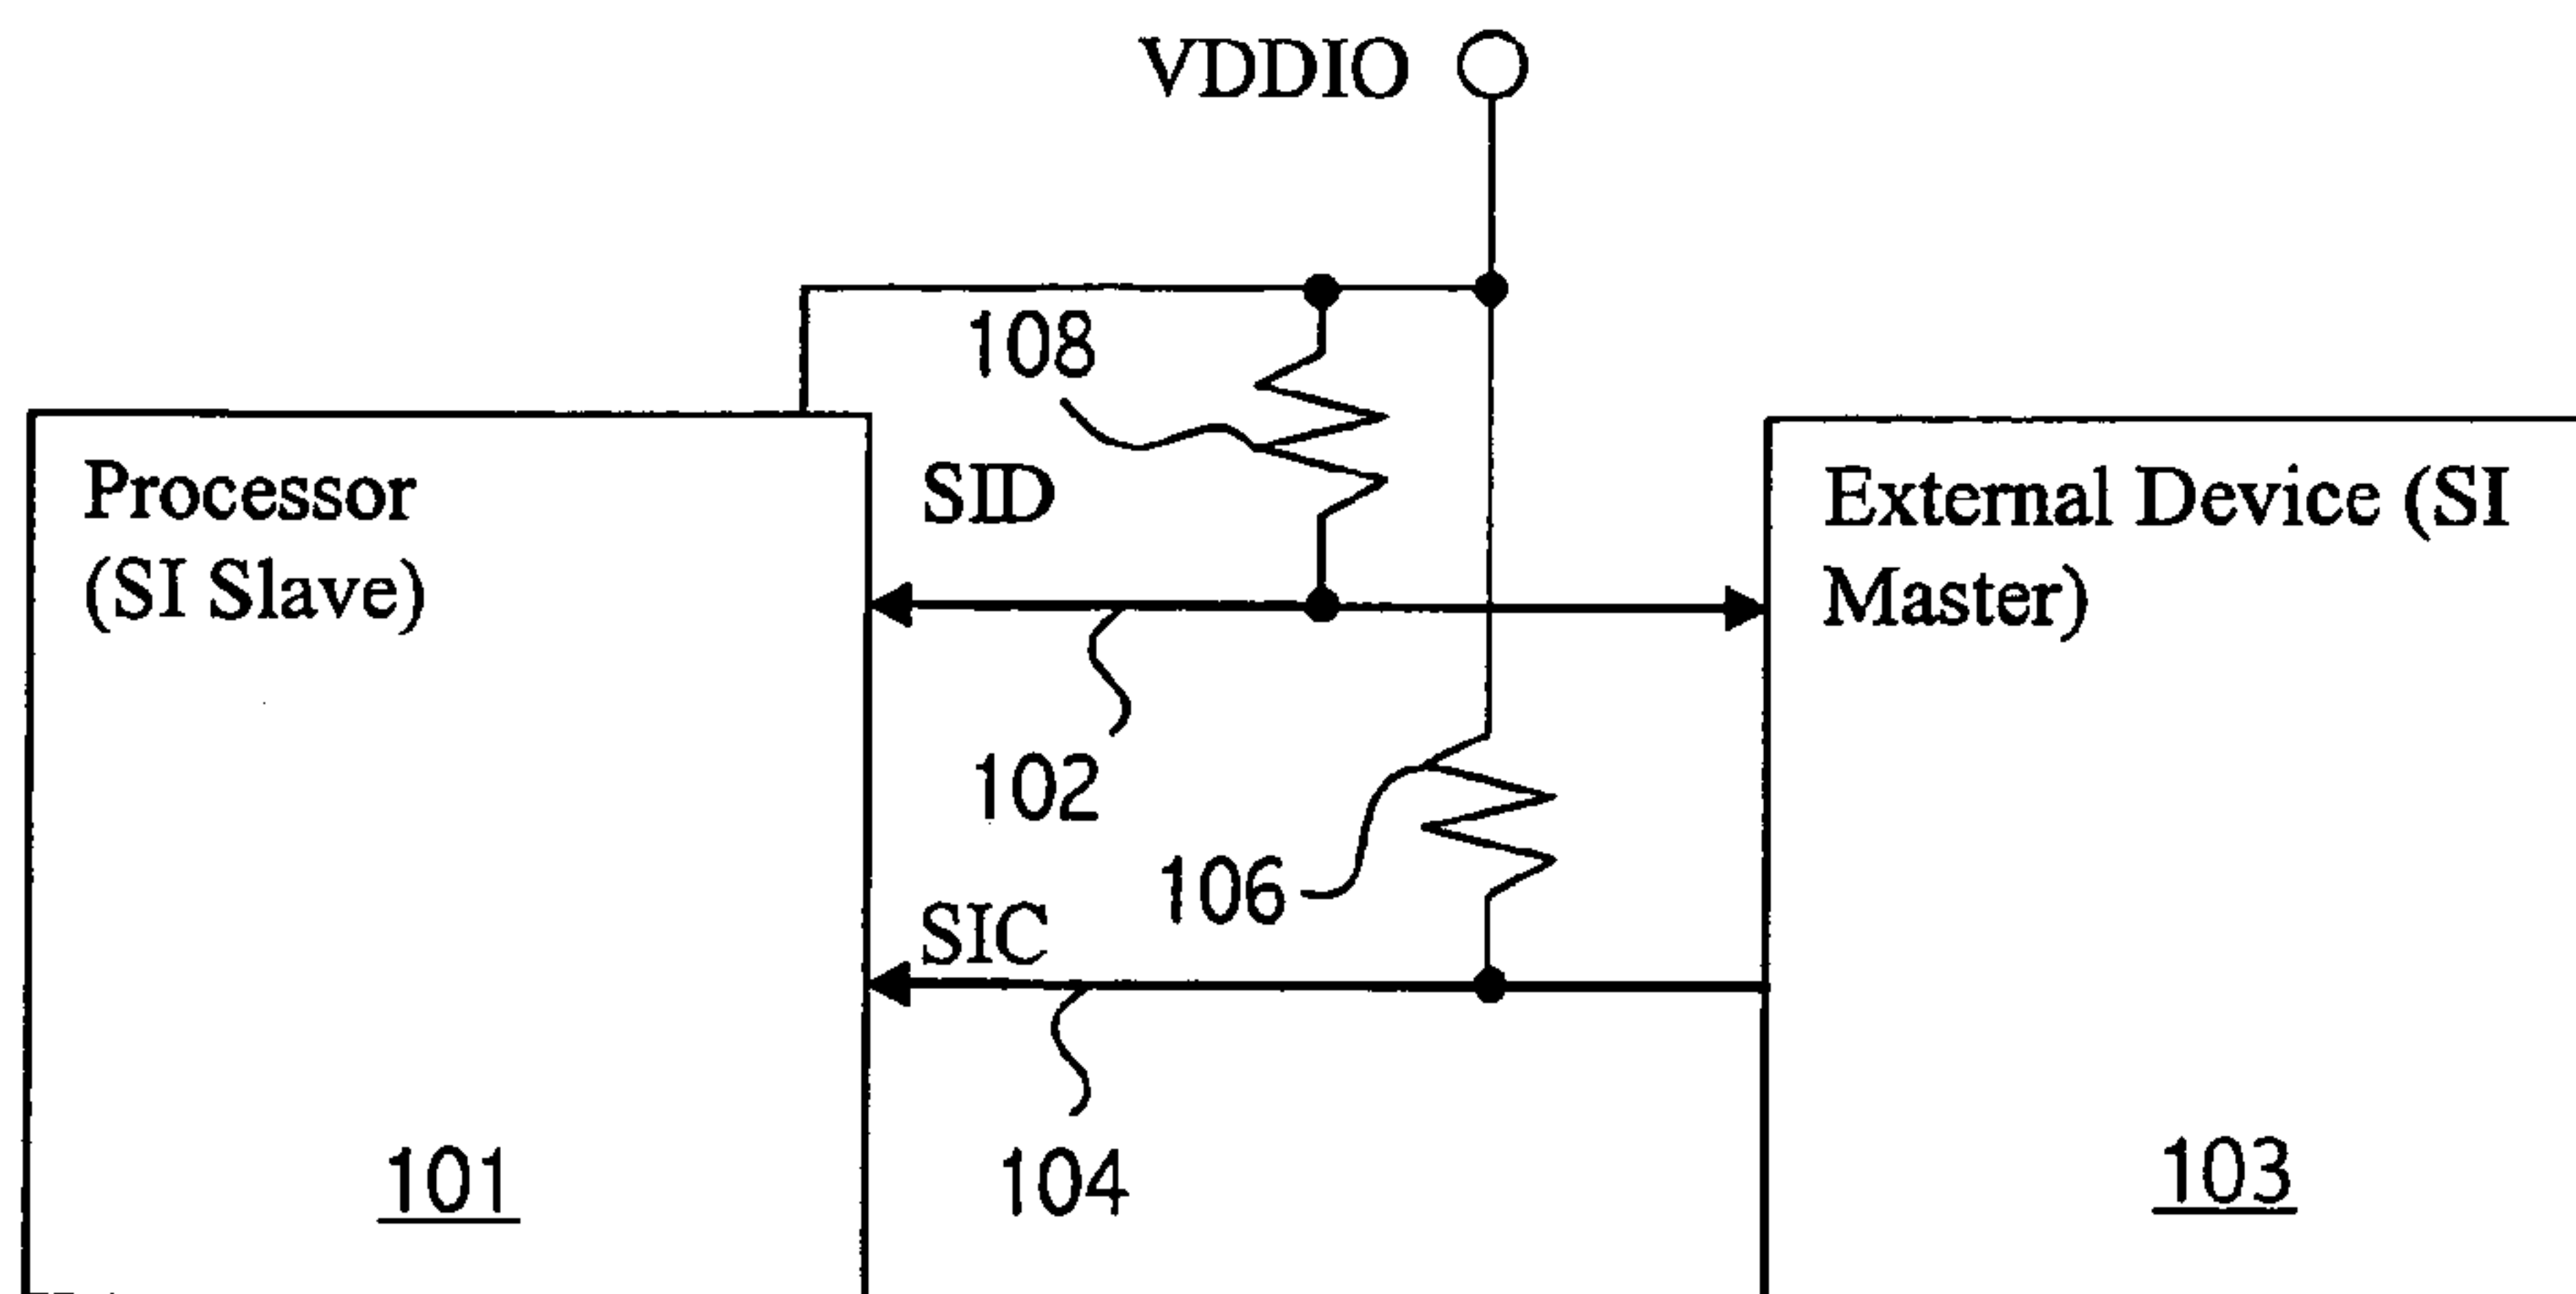 VDDIO
108
Processor
(SI Slave)
SID
External Device (SI
Master)
102
106
SIC
104
101
103